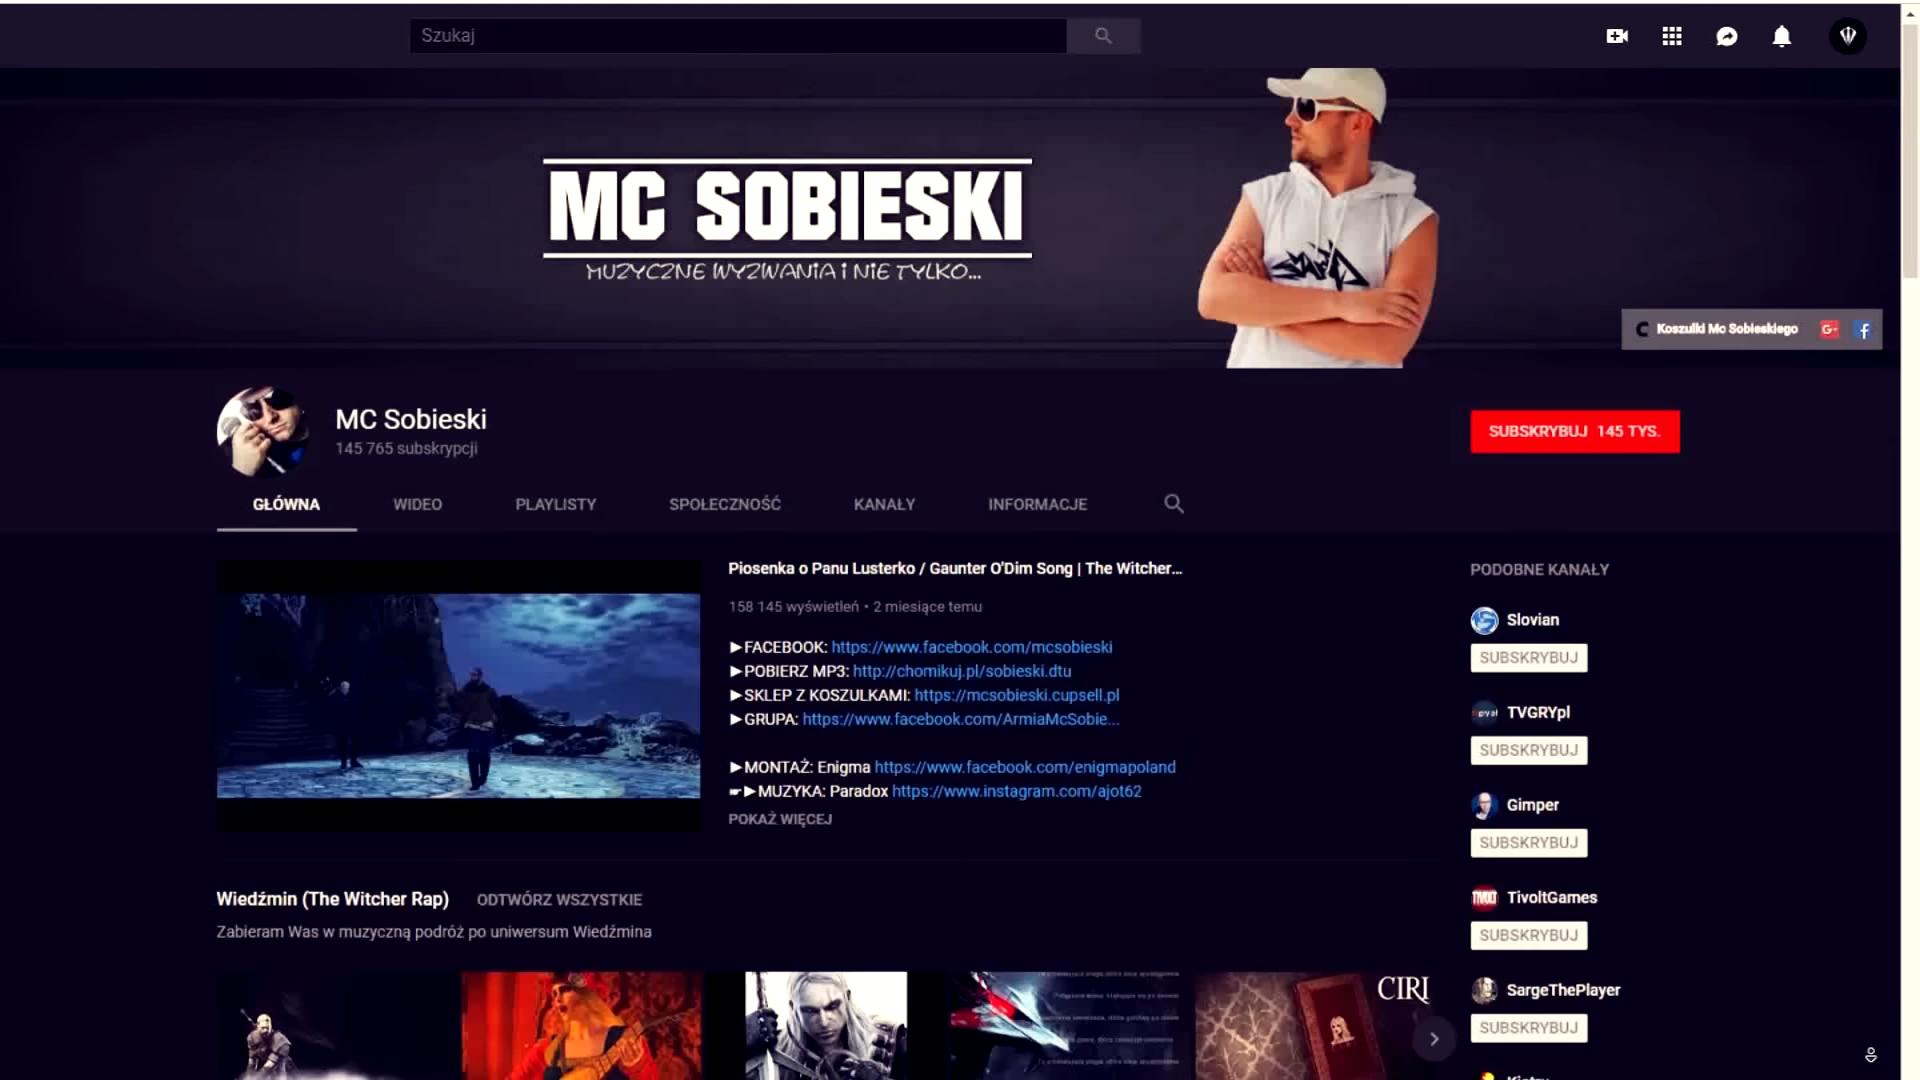 Szukaj
MC SOBIESKI
MUZYCZNE WYZWANIA i NIE TYLKO...
Koszulki Mc Sobieskiego
G+
f
MC Sobieski
145 765 subskrypcji
SUBSKRYBUJ 145 TYS.
GŁÓWNA
WIDEO
PLAYLISTY
SPOŁECZNOŚĆ
KANAŁY
INFORMACJE
Piosenka o Panu Lusterko / Gaunter O'Dim Song | The Witcher...
158 145 wyświetleń • 2 miesiące temu
►FACEBOOK: https://www.facebook.com/mcsobieski
►POBIERZ MP3: http://chomikuj.pl/sobieski.dtu
►SKLEP Z KOSZULKAMI: https://mcsobieski.cupsell.pl
►GRUPA: https://www.facebook.com/ArmiaMcSobie...
►MONTAŻ: Enigma https://www.facebook.com/enigmapoland
☛►MUZYKA: Paradox https://www.instagram.com/ajot62
POKAŻ WIĘCEJ
PODOBNE KANAŁY
Slovian
SUBSKRYBUJ
TVGRYpl
SUBSKRYBUJ
Gimper
SUBSKRYBUJ
TivoltGames
SUBSKRYBUJ
SargeThePlayer
SUBSKRYBUJ
Wiedźmin (The Witcher Rap) ODTWÓRZ WSZYSTKIE
Zabieram Was w muzyczną podróż po uniwersum Wiedźmina
CIRI